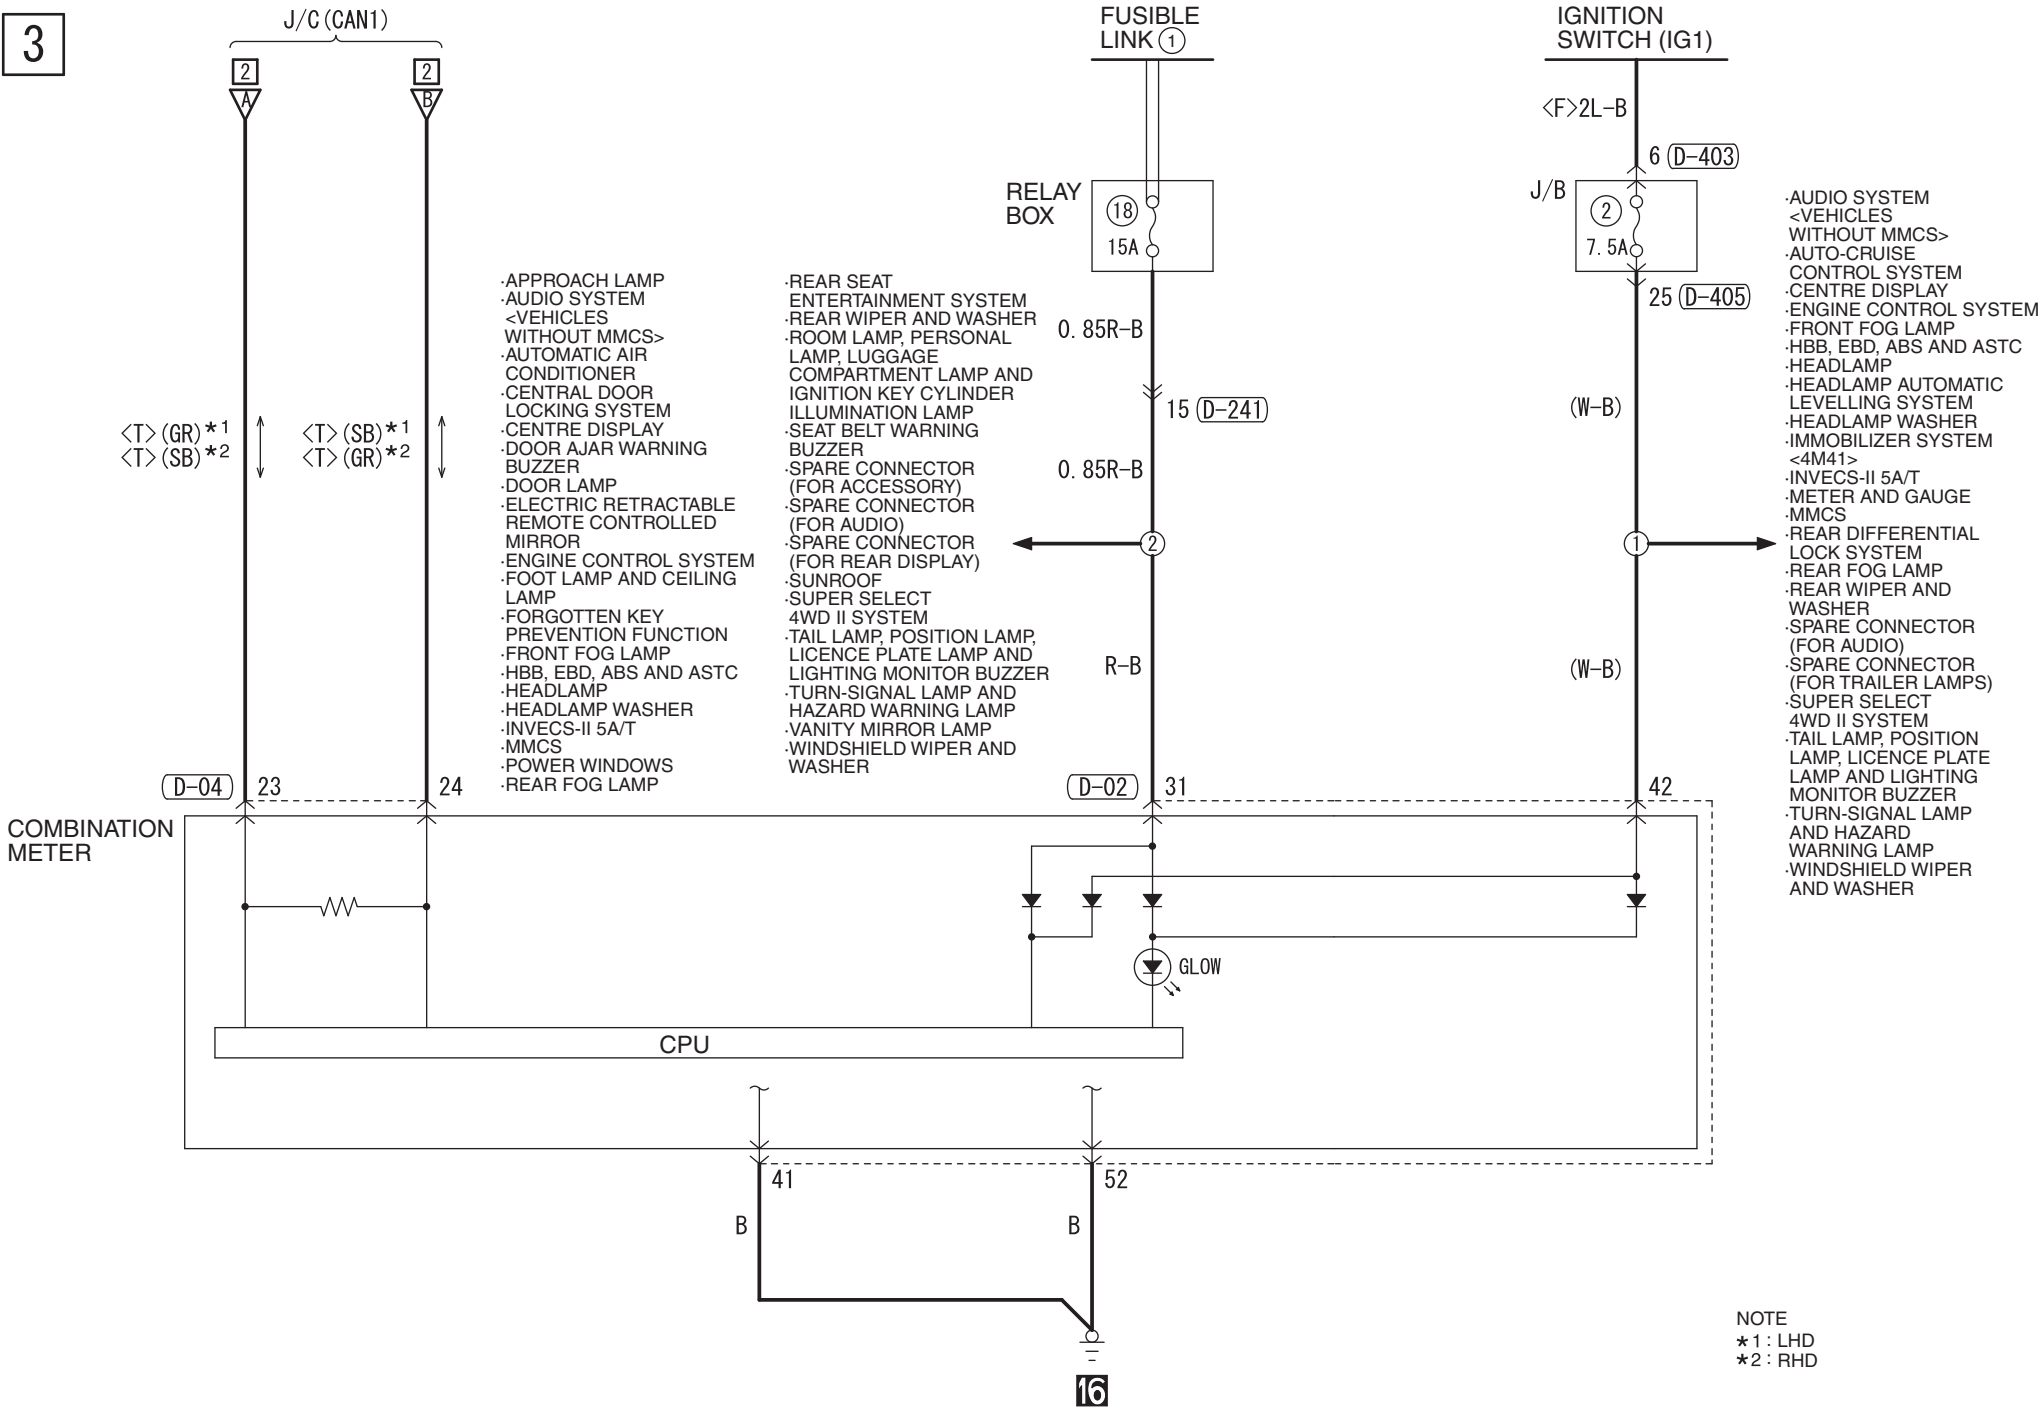 3
J/C(CAN1)
2
2
A
B
FUSIBLE
LINK 1
IGNITION
SWITCH (IG1)
<F>2L-B
6 D-403
RELAY
BOX
18
15A
J/B
2
7.5A
25 D-405
0.85R-B
15 D-241
0.85R-B
2
R-B
(W-B)
1
(W-B)
<T>(GR)*1
<T>(SB)*2
<T>(SB)*1
<T>(GR)*2
·APPROACH LAMP
·AUDIO SYSTEM
<VEHICLES
WITHOUT MMCS>
·AUTOMATIC AIR
CONDITIONER
·CENTRAL DOOR
LOCKING SYSTEM
·CENTRE DISPLAY
·DOOR AJAR WARNING
BUZZER
·DOOR LAMP
·ELECTRIC RETRACTABLE
REMOTE CONTROLLED
MIRROR
·ENGINE CONTROL SYSTEM
·FOOT LAMP AND CEILING
LAMP
·FORGOTTEN KEY
PREVENTION FUNCTION
·FRONT FOG LAMP
·HBB, EBD, ABS AND ASTC
·HEADLAMP
·HEADLAMP WASHER
·INVECS-II 5A/T
·MMCS
·POWER WINDOWS
·REAR FOG LAMP
·REAR SEAT
ENTERTAINMENT SYSTEM
·REAR WIPER AND WASHER
·ROOM LAMP, PERSONAL
LAMP, LUGGAGE
COMPARTMENT LAMP AND
IGNITION KEY CYLINDER
ILLUMINATION LAMP
·SEAT BELT WARNING
BUZZER
·SPARE CONNECTOR
(FOR ACCESSORY)
·SPARE CONNECTOR
(FOR AUDIO)
·SPARE CONNECTOR
(FOR REAR DISPLAY)
·SUNROOF
·SUPER SELECT
4WD II SYSTEM
·TAIL LAMP, POSITION LAMP,
LICENCE PLATE LAMP AND
LIGHTING MONITOR BUZZER
·TURN-SIGNAL LAMP AND
HAZARD WARNING LAMP
·VANITY MIRROR LAMP
·WINDSHIELD WIPER AND
WASHER
·AUDIO SYSTEM
<VEHICLES
WITHOUT MMCS>
·AUTO-CRUISE
CONTROL SYSTEM
·CENTRE DISPLAY
·ENGINE CONTROL SYSTEM
·FRONT FOG LAMP
·HBB, EBD, ABS AND ASTC
·HEADLAMP
·HEADLAMP AUTOMATIC
LEVELLING SYSTEM
·HEADLAMP WASHER
·IMMOBILIZER SYSTEM
<4M41>
·INVECS-II 5A/T
·METER AND GAUGE
·MMCS
·REAR DIFFERENTIAL
LOCK SYSTEM
·REAR FOG LAMP
·REAR WIPER AND
WASHER
·SPARE CONNECTOR
(FOR AUDIO)
·SPARE CONNECTOR
(FOR TRAILER LAMPS)
·SUPER SELECT
4WD II SYSTEM
·TAIL LAMP, POSITION
LAMP, LICENCE PLATE
LAMP AND LIGHTING
MONITOR BUZZER
·TURN-SIGNAL LAMP
AND HAZARD
WARNING LAMP
·WINDSHIELD WIPER
AND WASHER
D-04 23
24
D-02 31
42
COMBINATION
METER
GLOW
CPU
41
52
B
B
16
NOTE
*1 : LHD
*2 : RHD